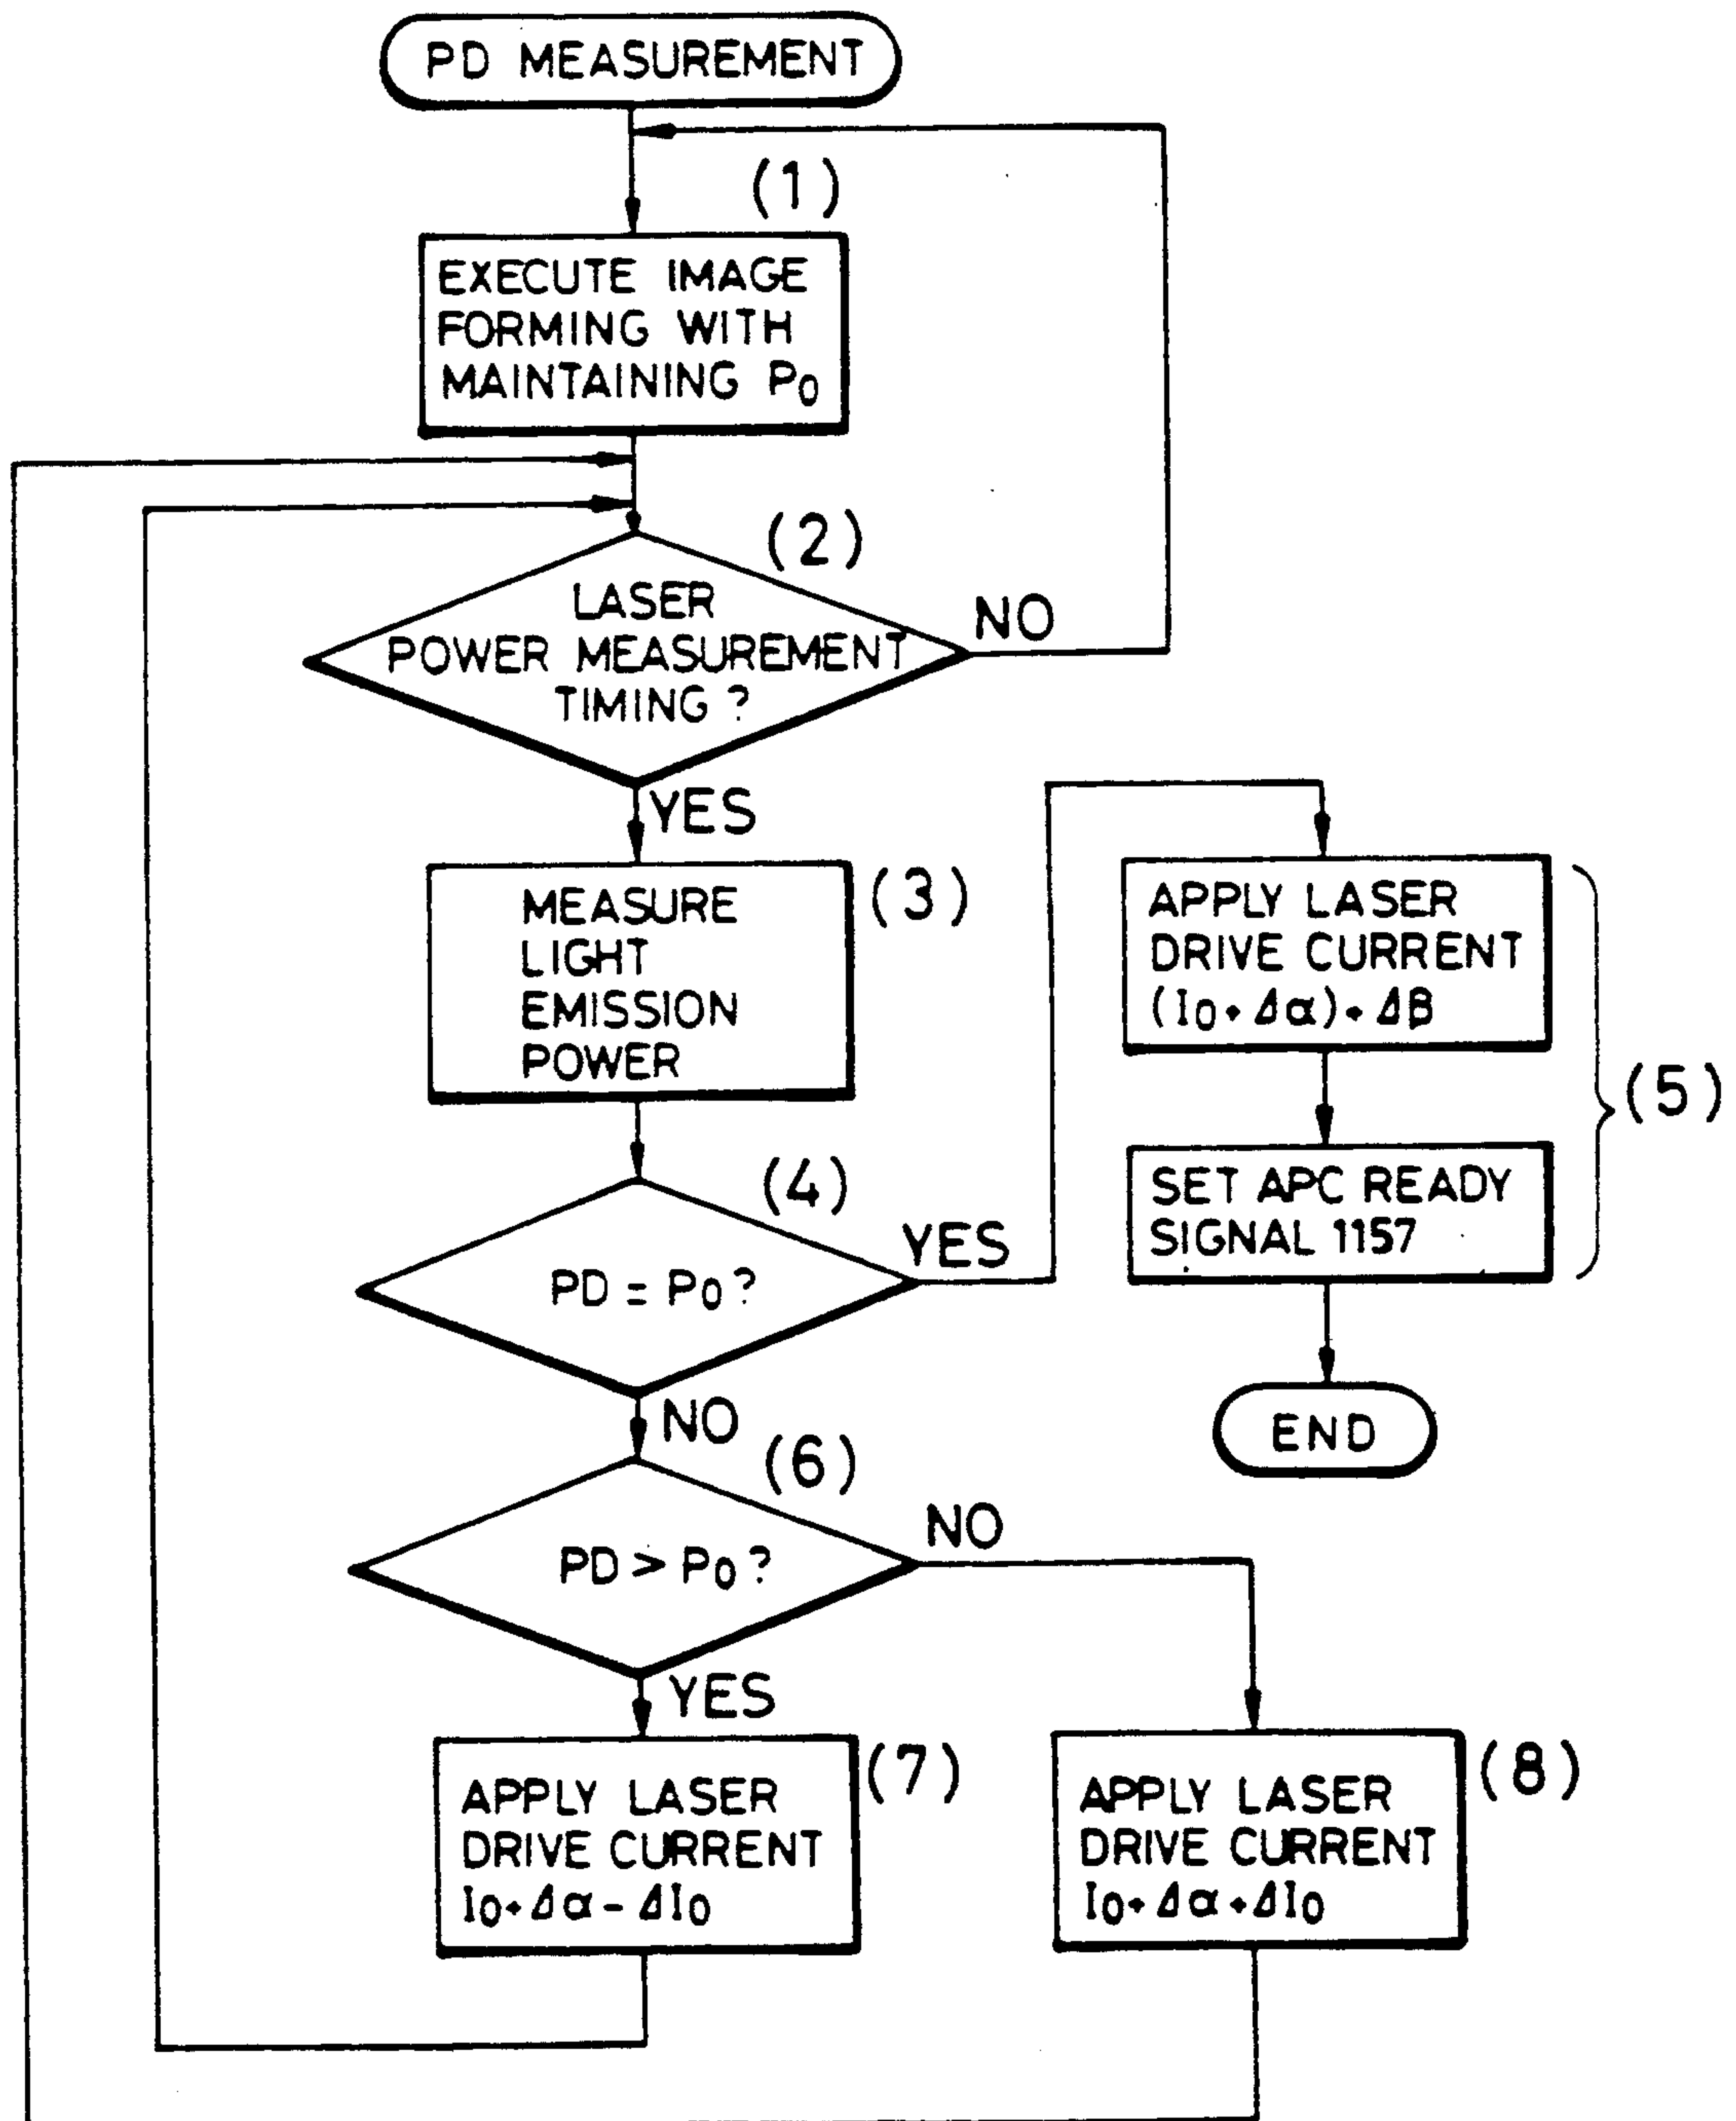 PD MEASUREMENT
(1)
EXECUTE IMAGE
FORMING WITH
MAINTAINING P₀
(2)
LASER
POWER MEASUREMENT
TIMING ?
NO
YES
(3)
MEASURE
LIGHT
EMISSION
POWER
(4)
PD = P₀ ?
YES
APPLY LASER
DRIVE CURRENT
(I₀ + Δα) + Δβ
SET APC READY
SIGNAL 1157
(5)
END
NO
(6)
PD > P₀ ?
NO
YES
(7)
APPLY LASER
DRIVE CURRENT
I₀ + Δα - ΔI₀
(8)
APPLY LASER
DRIVE CURRENT
I₀ + Δα + ΔI₀